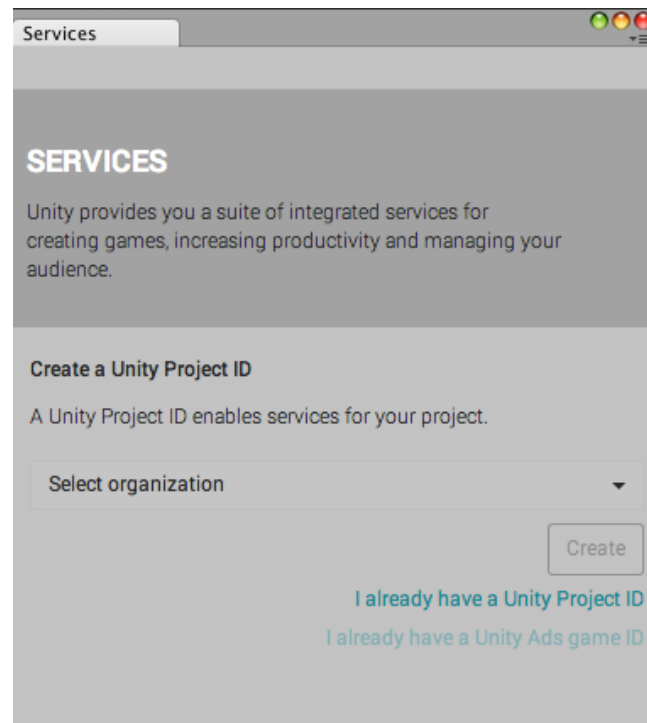 Services
SERVICES
Unity provides you a suite of integrated services for
creating games, increasing productivity and managing your
audience.
Create a Unity Project ID
A Unity Project ID enables services for your project.
Select organization
Create
I already have a Unity Project ID
I already have a Unity Ads game ID